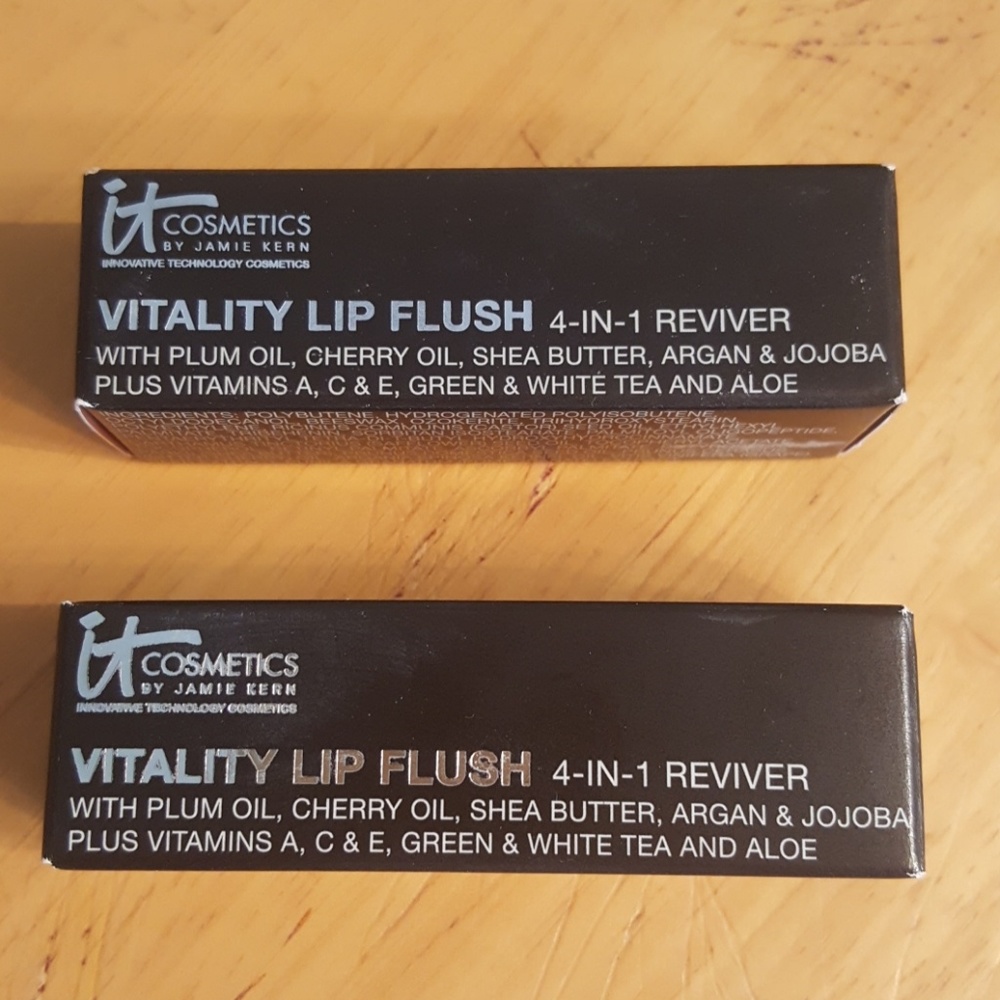 it COSMETICS
BY JAMIE KERN
INNOVATIVE TECHNOLOGY COSMETICS
VITALITY LIP FLUSH 4-IN-1 REVIVER
WITH PLUM OIL, CHERRY OIL, SHEA BUTTER, ARGAN & JOJOBA
PLUS VITAMINS A, C & E, GREEN & WHITE TEA AND ALOE
INGREDIENTS: POLYBUTENE, HYDROGENATED POLYISOBUTENE,
OZOKERITE, TRIHYDROXYSTEARIN,
it COSMETICS
BY JAMIE KERN
INNOVATIVE TECHNOLOGY COSMETICS
VITALITY LIP FLUSH 4-IN-1 REVIVER
WITH PLUM OIL, CHERRY OIL, SHEA BUTTER, ARGAN & JOJOBA
PLUS VITAMINS A, C & E, GREEN & WHITE TEA AND ALOE